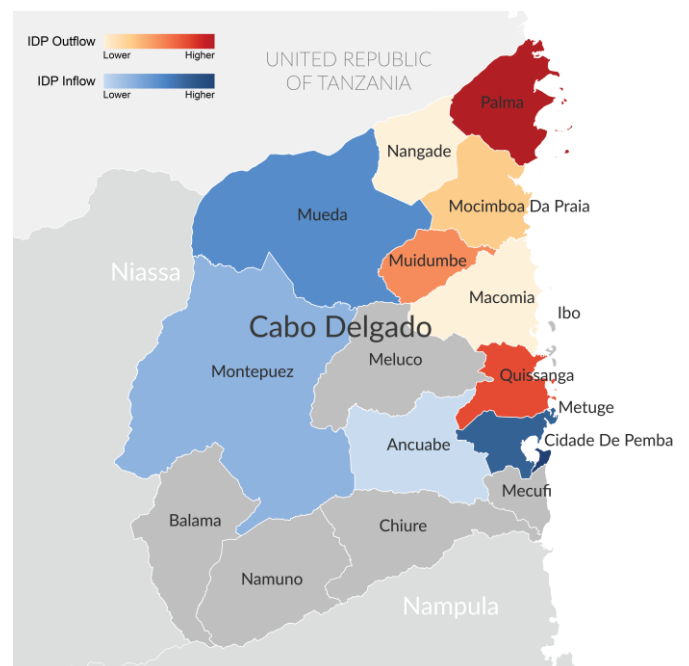 IDP Outflow
Lower
Higher
IDP Inflow
Lower
Higher
UNITED REPUBLIC
OF TANZANIA
Palma
Nangade
Mocimboa Da Praia
Mueda
Muidumbe
Niassa
Macomia
Ibo
Cabo Delgado
Meluco
Montepuez
Quissanga
Metuge
Cidade De Pemba
Ancuabe
Mecufi
Balama
Chiure
Namuno
Nampula